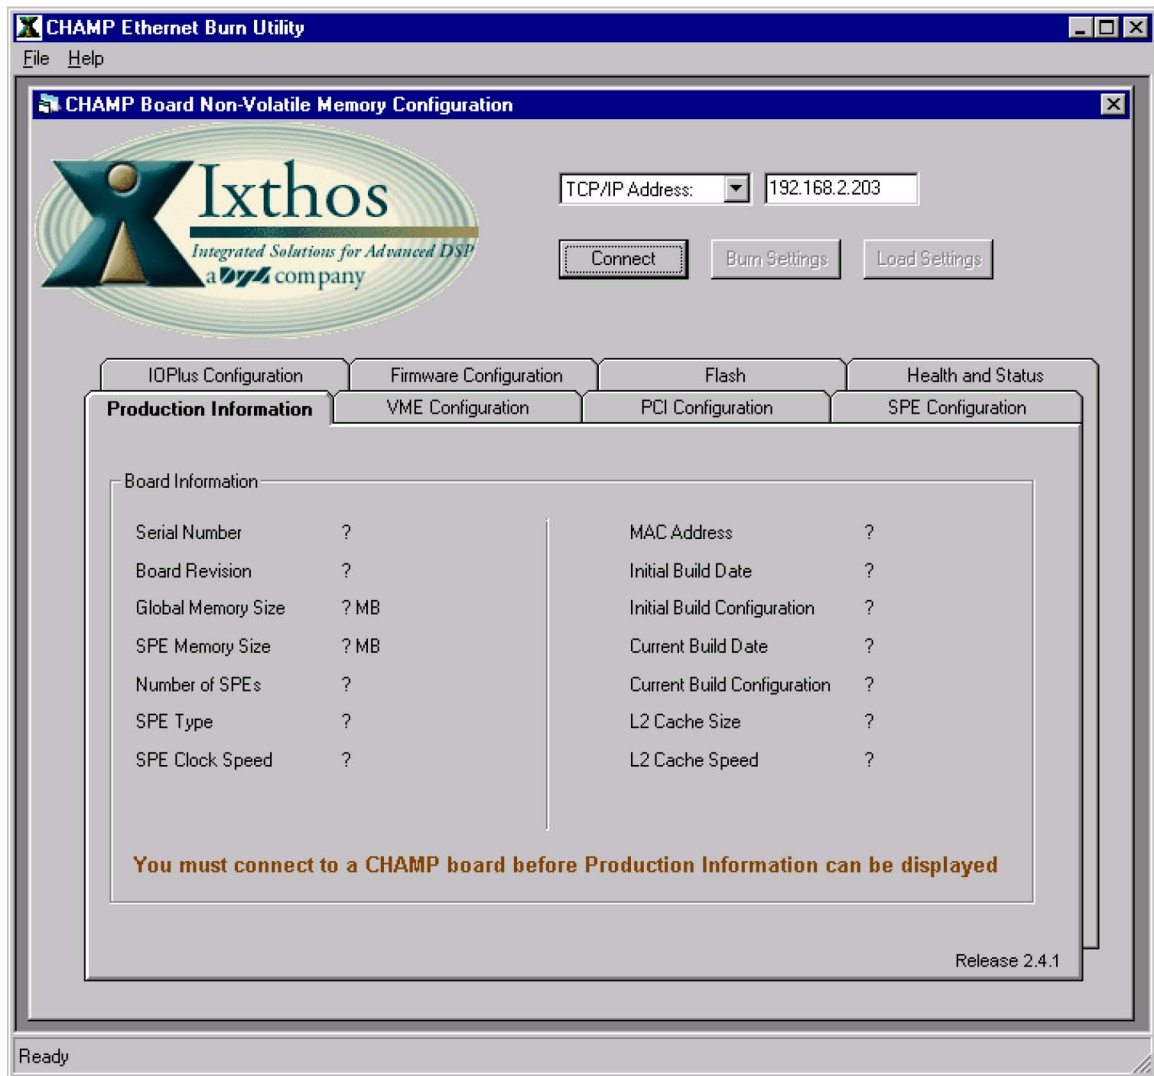 CHAMP Ethernet Burn Utility
File Help
CHAMP Board Non-Volatile Memory Configuration
Ixthos
Integrated Solutions for Advanced DSP
a Dy4 company
TCP/IP Address: 192.168.2.203
Connect Burn Settings Load Settings
IOPlus Configuration Firmware Configuration Flash Health and Status
Production Information VME Configuration PCI Configuration SPE Configuration
Board Information
Serial Number ? MAC Address ?
Board Revision ? Initial Build Date ?
Global Memory Size ? MB Initial Build Configuration ?
SPE Memory Size ? MB Current Build Date ?
Number of SPEs ? Current Build Configuration ?
SPE Type ? L2 Cache Size ?
SPE Clock Speed ? L2 Cache Speed ?
You must connect to a CHAMP board before Production Information can be displayed
Release 2.4.1
Ready